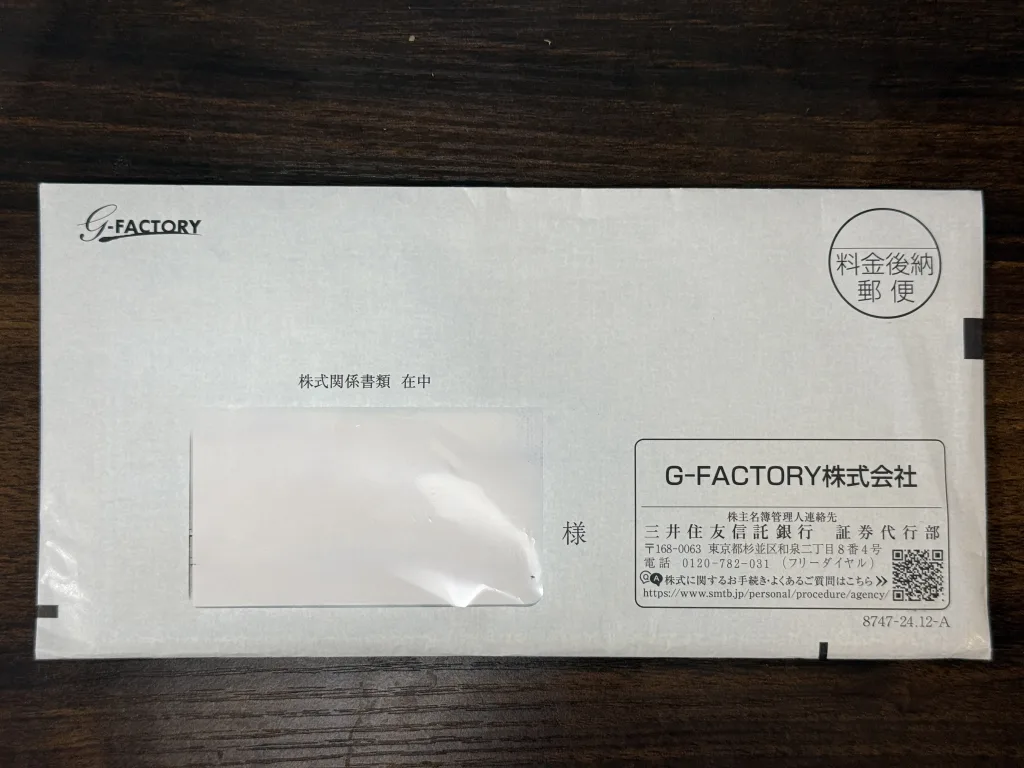 G-FACTORY
料金後納
郵便
株式関係書類 在中
様
G-FACTORY株式会社
株主名簿管理人連絡先
三井住友信託銀行 証券代行部
〒168-0063 東京都杉並区和泉二丁目8番4号
電話 0120-782-031 (フリーダイヤル)
Q A 株式に関するお手続き・よくあるご質問はこちら
https://www.smtb.jp/personal/procedure/agency/
8747-24.12-A